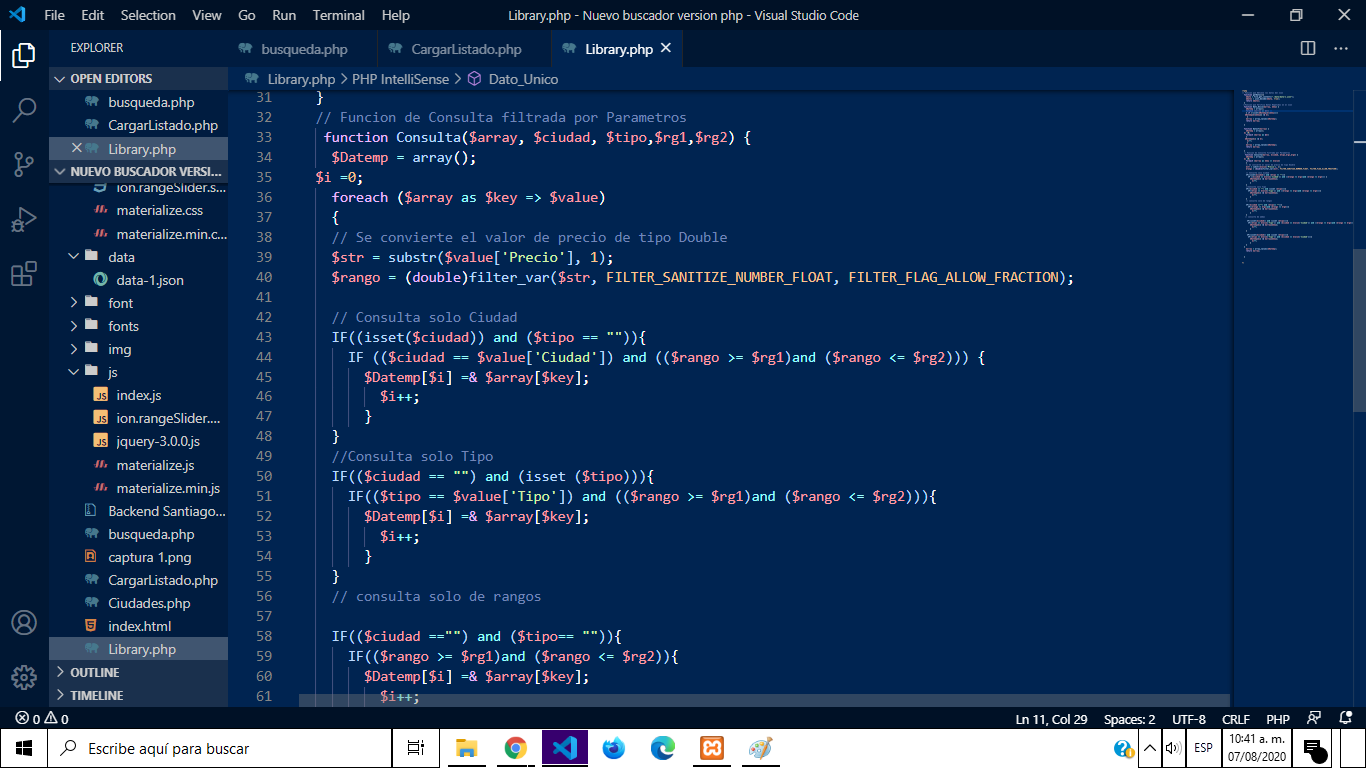 File Edit Selection View Go Run Terminal Help
Library.php - Nuevo buscador version php - Visual Studio Code
EXPLORER
OPEN EDITORS
busqueda.php
CargarListado.php
Library.php
NUEVO BUSCADOR VERSI...
ion.rangeSlider.s...
materialize.css
materialize.min.c...
data
data-1.json
font
fonts
img
js
index.js
ion.rangeSlider....
jquery-3.0.0.js
materialize.js
materialize.min.js
Backend Santiago...
busqueda.php
captura 1.png
CargarListado.php
Ciudades.php
index.html
Library.php
OUTLINE
TIMELINE
busqueda.php CargarListado.php Library.php
Library.php > PHP IntelliSense > Dato_Unico
31 }
32 // Funcion de Consulta filtrada por Parametros
33 function Consulta($array, $ciudad, $tipo,$rg1,$rg2) {
34 $Datemp = array();
35 $i =0;
36 foreach ($array as $key => $value)
37 {
38 // Se convierte el valor de precio de tipo Double
39 $str = substr($value['Precio'], 1);
40 $rango = (double)filter_var($str, FILTER_SANITIZE_NUMBER_FLOAT, FILTER_FLAG_ALLOW_FRACTION);
41
42 // Consulta solo Ciudad
43 IF((isset($ciudad)) and ($tipo == "")){
44 IF (($ciudad == $value['Ciudad']) and (($rango >= $rg1)and ($rango <= $rg2))) {
45 $Datemp[$i] =& $array[$key];
46 $i++;
47 }
48 }
49 //Consulta solo Tipo
50 IF(($ciudad == "") and (isset ($tipo))){
51 IF(($tipo == $value['Tipo']) and (($rango >= $rg1)and ($rango <= $rg2))){
52 $Datemp[$i] =& $array[$key];
53 $i++;
54 }
55 }
56 // consulta solo de rangos
57
58 IF(($ciudad =="") and ($tipo== "")){
59 IF(($rango >= $rg1)and ($rango <= $rg2)){
60 $Datemp[$i] =& $array[$key];
61 $i++;
0 0
Ln 11, Col 29 Spaces: 2 UTF-8 CRLF PHP
Escribe aquí para buscar
ESP
10:41 a. m.
07/08/2020